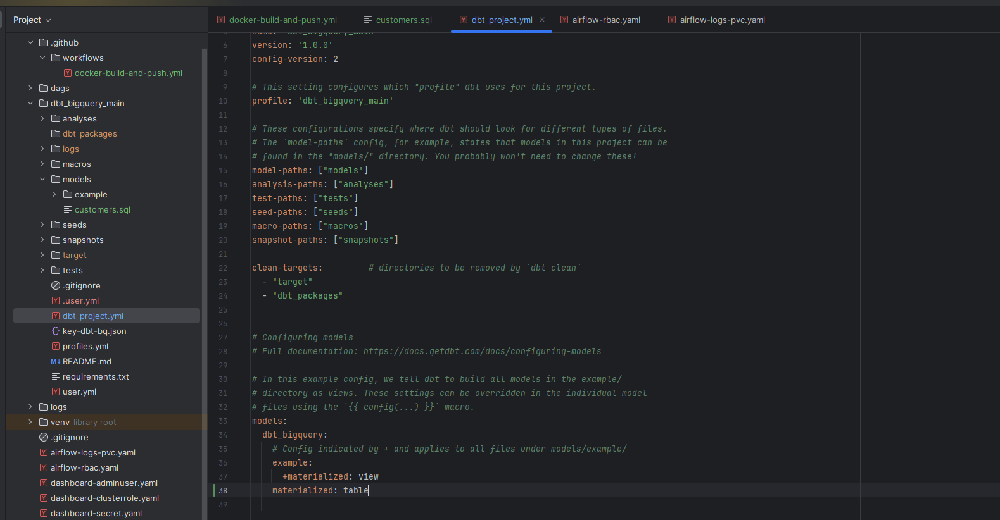 Project
docker-build-and-push.yml
customers.sql
dbt_project.yml
airflow-rbac.yaml
airflow-logs-pvc.yaml
.github
workflows
docker-build-and-push.yml
dags
dbt_bigquery_main
analyses
dbt_packages
logs
macros
models
example
customers.sql
seeds
snapshots
target
tests
.gitignore
.user.yml
dbt_project.yml
key-dbt-bq.json
profiles.yml
README.md
requirements.txt
user.yml
logs
venv library root
.gitignore
airflow-logs-pvc.yaml
airflow-rbac.yaml
dashboard-adminuser.yaml
dashboard-clusterrole.yaml
dashboard-secret.yaml
6 version: '1.0.0'
7 config-version: 2
8
9 # This setting configures which "profile" dbt uses for this project.
10 profile: 'dbt_bigquery_main'
11
12 # These configurations specify where dbt should look for different types of files.
13 # The `model-paths` config, for example, states that models in this project can be
14 # found in the "models/" directory. You probably won't need to change these!
15 model-paths: ["models"]
16 analysis-paths: ["analyses"]
17 test-paths: ["tests"]
18 seed-paths: ["seeds"]
19 macro-paths: ["macros"]
20 snapshot-paths: ["snapshots"]
21
22 clean-targets:         # directories to be removed by `dbt clean`
23   - "target"
24   - "dbt_packages"
25
26
27 # Configuring models
28 # Full documentation: https://docs.getdbt.com/docs/configuring-models
29
30 # In this example config, we tell dbt to build all models in the example/
31 # directory as views. These settings can be overridden in the individual model
32 # files using the `{{ config(...) }}` macro.
33 models:
34   dbt_bigquery:
35     # Config indicated by + and applies to all files under models/example/
36     example:
37       +materialized: view
38     materialized: table
39